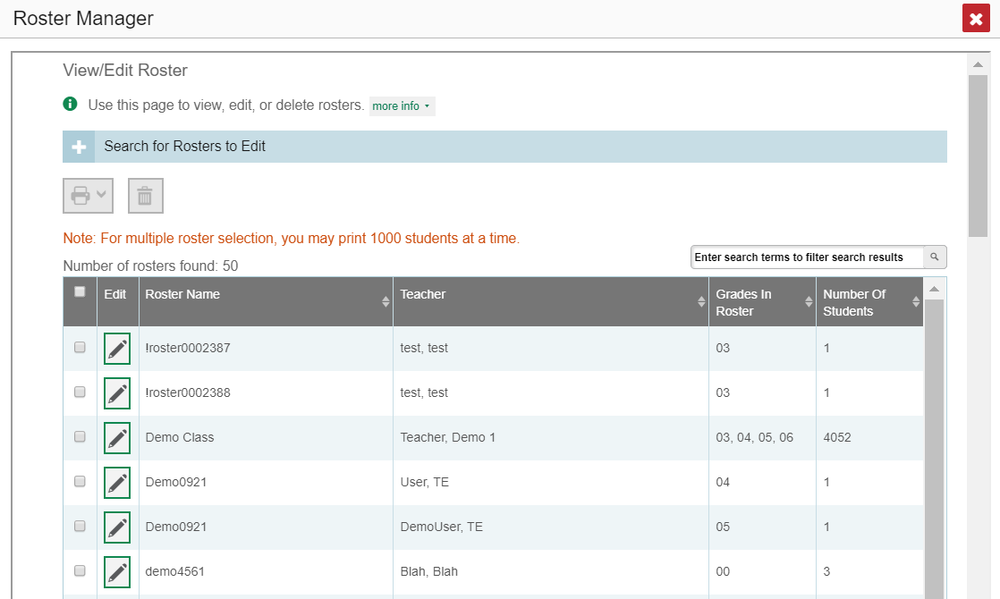 Roster Manager
View/Edit Roster
Use this page to view, edit, or delete rosters. more info
Search for Rosters to Edit
Note: For multiple roster selection, you may print 1000 students at a time.
Number of rosters found: 50
Enter search terms to filter search results
Edit Roster Name Teacher Grades In Roster Number Of Students
!roster0002387 test, test 03 1
!roster0002388 test, test 03 1
Demo Class Teacher, Demo 1 03, 04, 05, 06 4052
Demo0921 User, TE 04 1
Demo0921 DemoUser, TE 05 1
demo4561 Blah, Blah 00 3